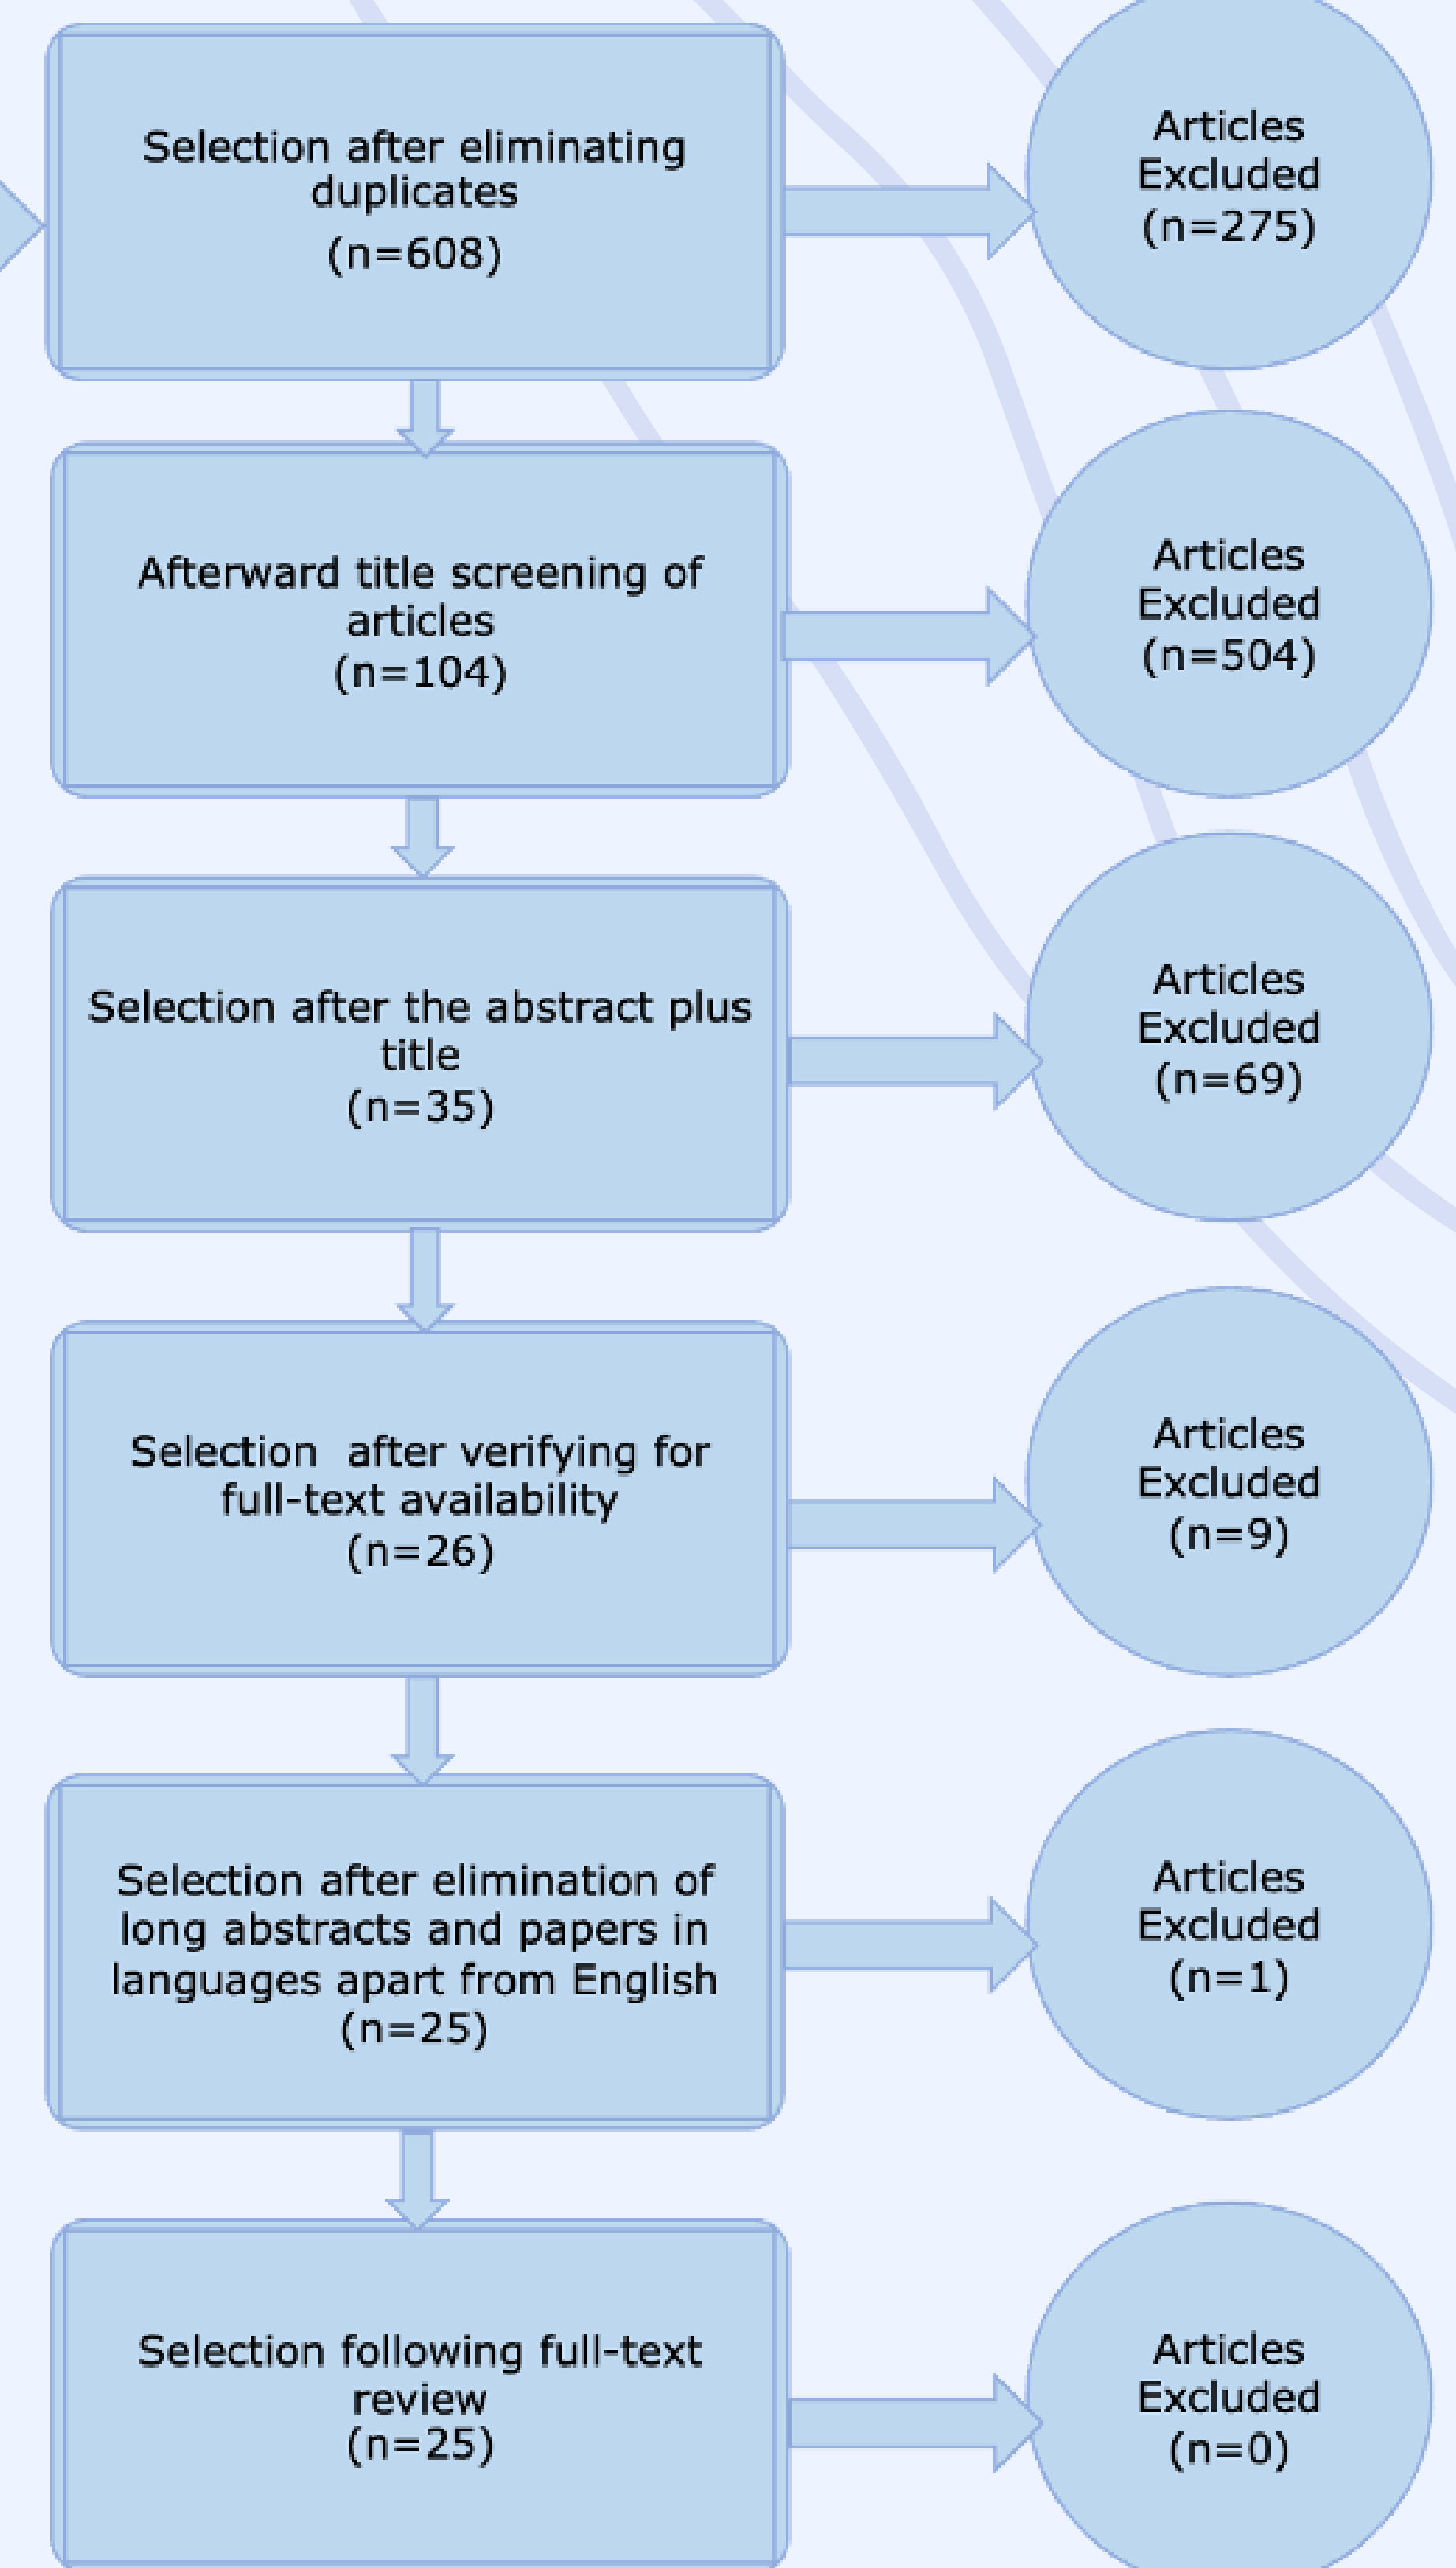 Selection after eliminating
duplicates
(n=608)
Articles
Excluded
(n=275)
Afterward title screening of
articles
(n=104)
Articles
Excluded
(n=504)
Selection after the abstract plus
title
(n=35)
Articles
Excluded
(n=69)
Selection after verifying for
full-text availability
(n=26)
Articles
Excluded
(n=9)
Selection after elimination of
long abstracts and papers in
languages apart from English
(n=25)
Articles
Excluded
(n=1)
Selection following full-text
review
(n=25)
Articles
Excluded
(n=0)